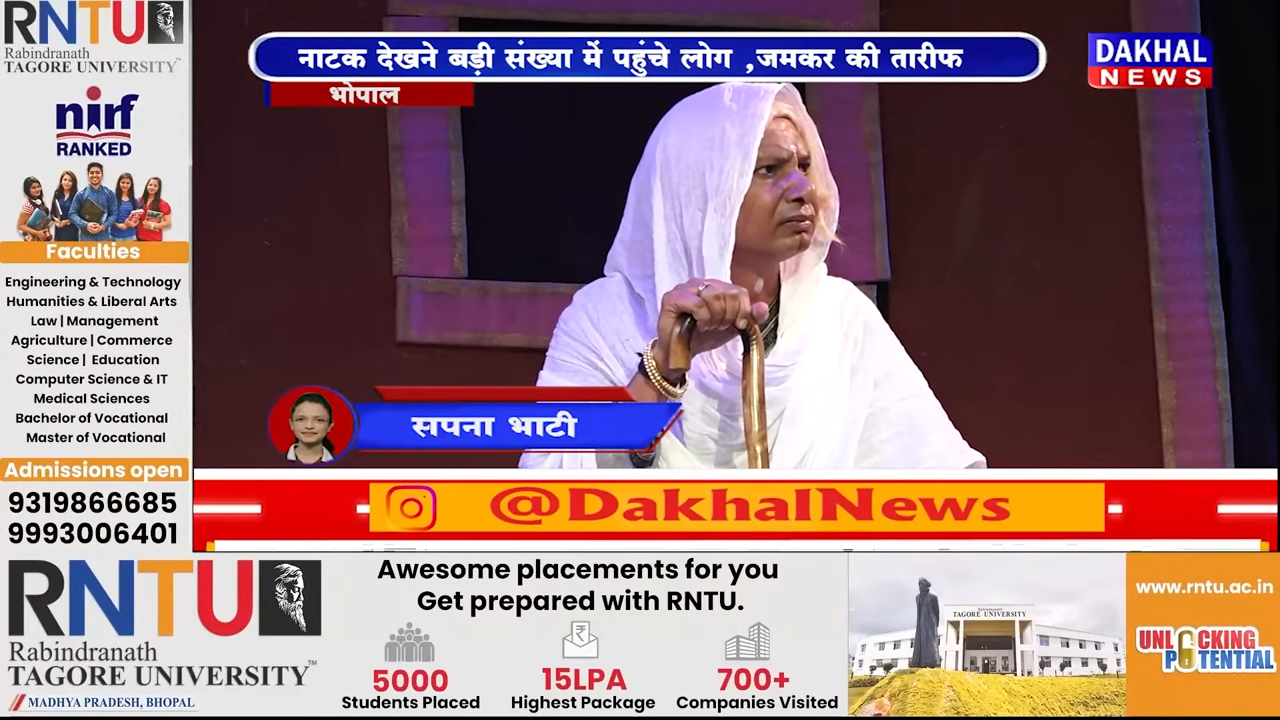 RNTU
Rabindranath
TAGORE UNIVERSITY™
nirf
RANKED
Faculties
Engineering & Technology
Humanities & Liberal Arts
Law | Management
Agriculture | Commerce
Science | Education
Computer Science & IT
Medical Sciences
Bachelor of Vocational
Master of Vocational
Admissions open
9319866685
9993006401
नाटक देखने बड़ी संख्या में पहुंचे लोग ,जमकर की तारीफ
भोपाल
DAKHAL
NEWS
सपना भाटी
@DakhalNews
RNTU
Rabindranath
TAGORE UNIVERSITY™
MADHYA PRADESH, BHOPAL
Awesome placements for you
Get prepared with RNTU.
5000
Students Placed
₹
15LPA
Highest Package
700+
Companies Visited
Rabindranath
TAGORE UNIVERSITY
www.rntu.ac.in
UNLOCKING
POTENTIAL